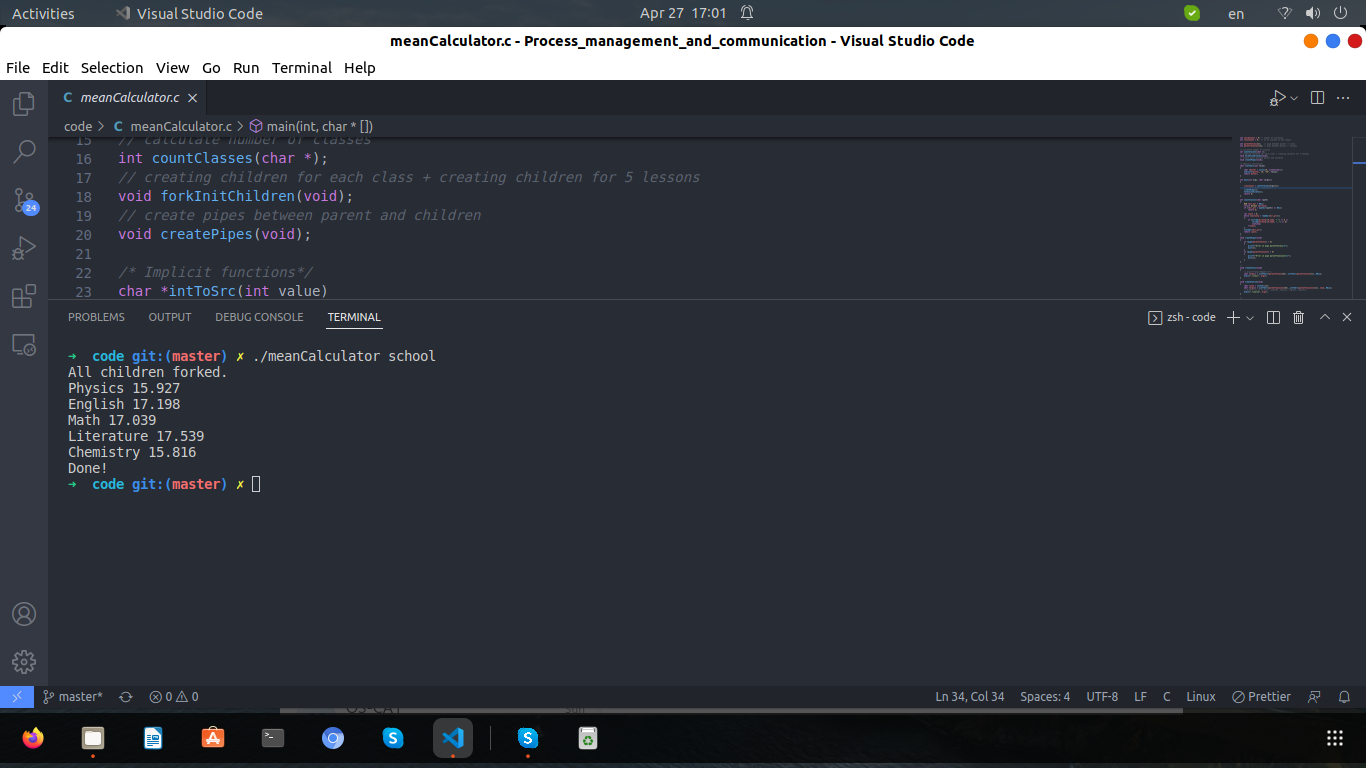 Activities Visual Studio Code Apr 27 17:01 en
meanCalculator.c - Process_management_and_communication - Visual Studio Code
File Edit Selection View Go Run Terminal Help
C meanCalculator.c
code > C meanCalculator.c > main(int, char * [])
15 // calculate number of classes
16 int countClasses(char *);
17 // creating children for each class + creating children for 5 lessons
18 void forkInitChildren(void);
19 // create pipes between parent and children
20 void createPipes(void);
21
22 /* Implicit functions*/
23 char *intToSrc(int value)
24
PROBLEMS OUTPUT DEBUG CONSOLE TERMINAL zsh - code
➜ code git:(master) ✗ ./meanCalculator school
All children forked.
Physics 15.927
English 17.198
Math 17.039
Literature 17.539
Chemistry 15.816
Done!
➜ code git:(master) ✗
master* 0 0 Ln 34, Col 34 Spaces: 4 UTF-8 LF C Linux Prettier